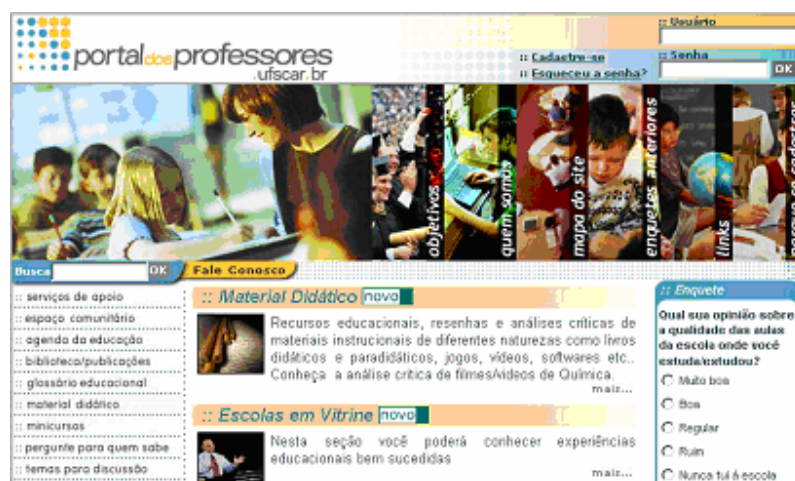 :: Usuário
portaldosprofessores
.ufscar.br
:: Cadastre-se
:: Esqueceu a senha?
:: Senha
OK
objetivos
quem somos
mapa do site
enquetes anteriores
links
porque se cadastrar
Busca
OK
Fale Conosco
:: serviços de apoio
:: espaço comunitário
:: agenda da educação
:: biblioteca/publicações
:: glossário educacional
:: material didático
:: minicursos
:: pergunte para quem sabe
:: temas para discussão
:: Material Didático novo
Recursos educacionais, resenhas e análises críticas de
materiais instrucionais de diferentes naturezas como livros
didáticos e paradidáticos, jogos, vídeos, softwares etc..
Conheça a análise crítica de filmes/vídeos de Química.
mais...
:: Escolas em Vitrine novo
Nesta seção você poderá conhecer experiências
educacionais bem sucedidas
mais...
:: Enquete
Qual sua opinião sobre
a qualidade das aulas
da escola onde você
estuda/estudou?
Muito boa
Boa
Regular
Ruim
Nunca fui á escola